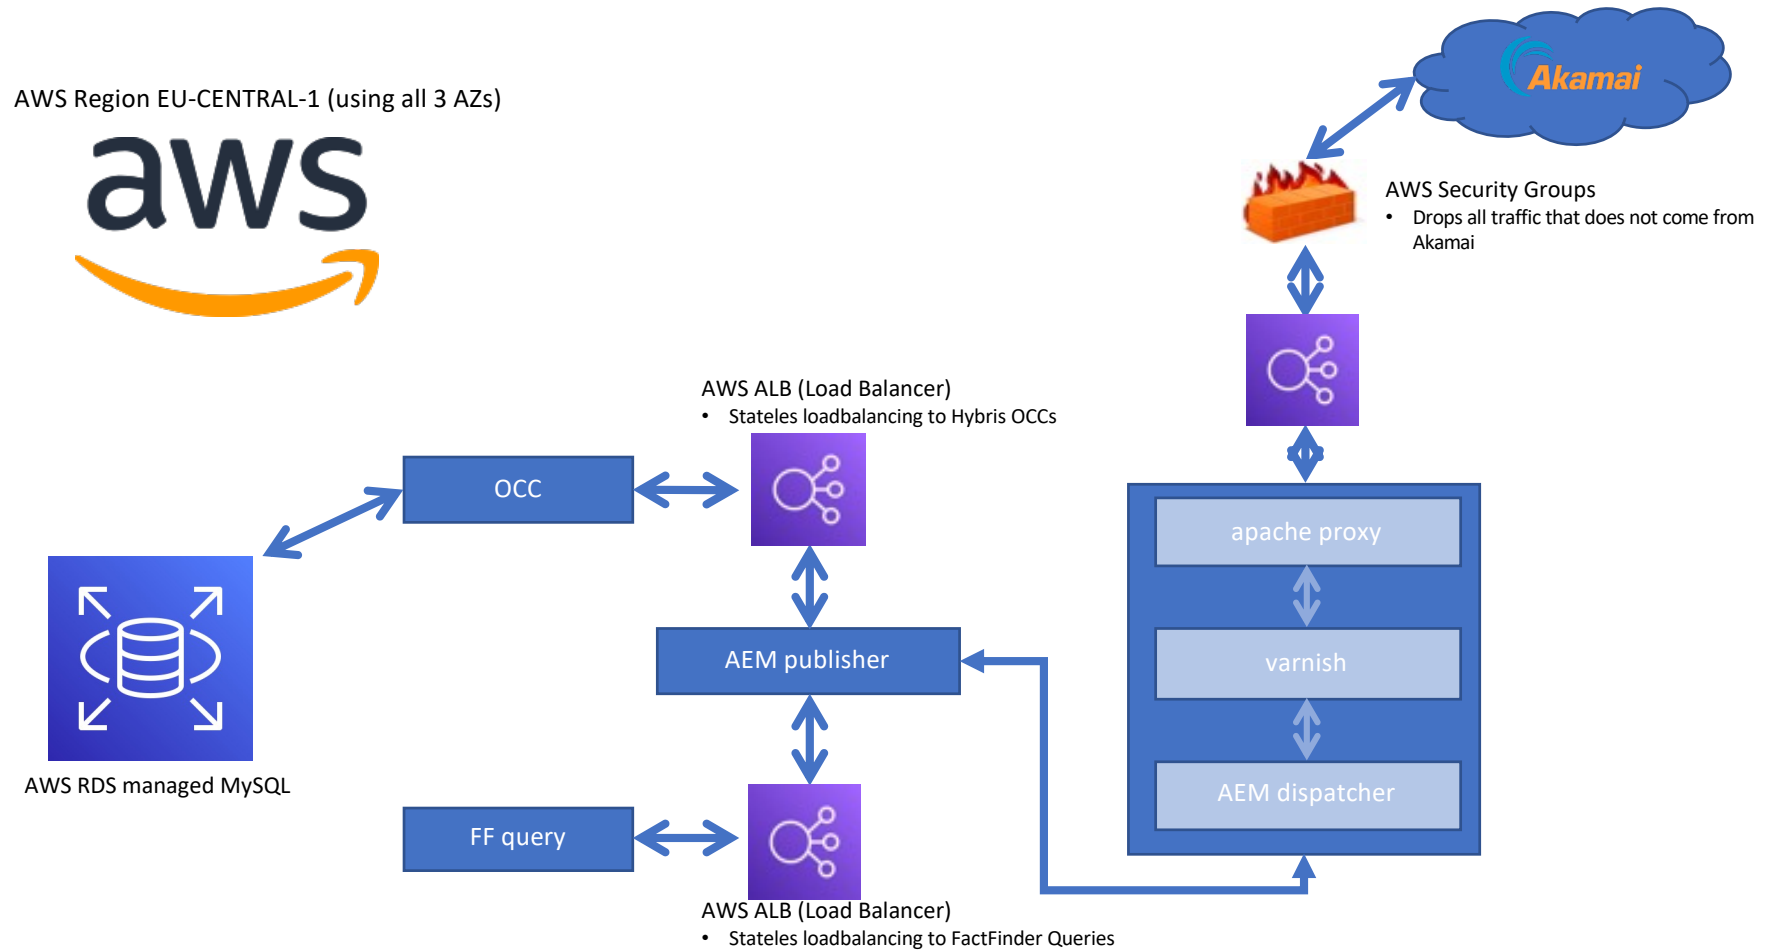 Akamai
AWS Region EU-CENTRAL-1 (using all 3 AZs)
aws
AWS Security Groups
• Drops all traffic that does not come from
Akamai
AWS ALB (Load Balancer)
• Stateles loadbalancing to Hybris OCCs
OCC
apache proxy
AEM publisher
varnish
AWS RDS managed MySQL
AEM dispatcher
FF query
AWS ALB (Load Balancer)
• Stateles loadbalancing to FactFinder Queries